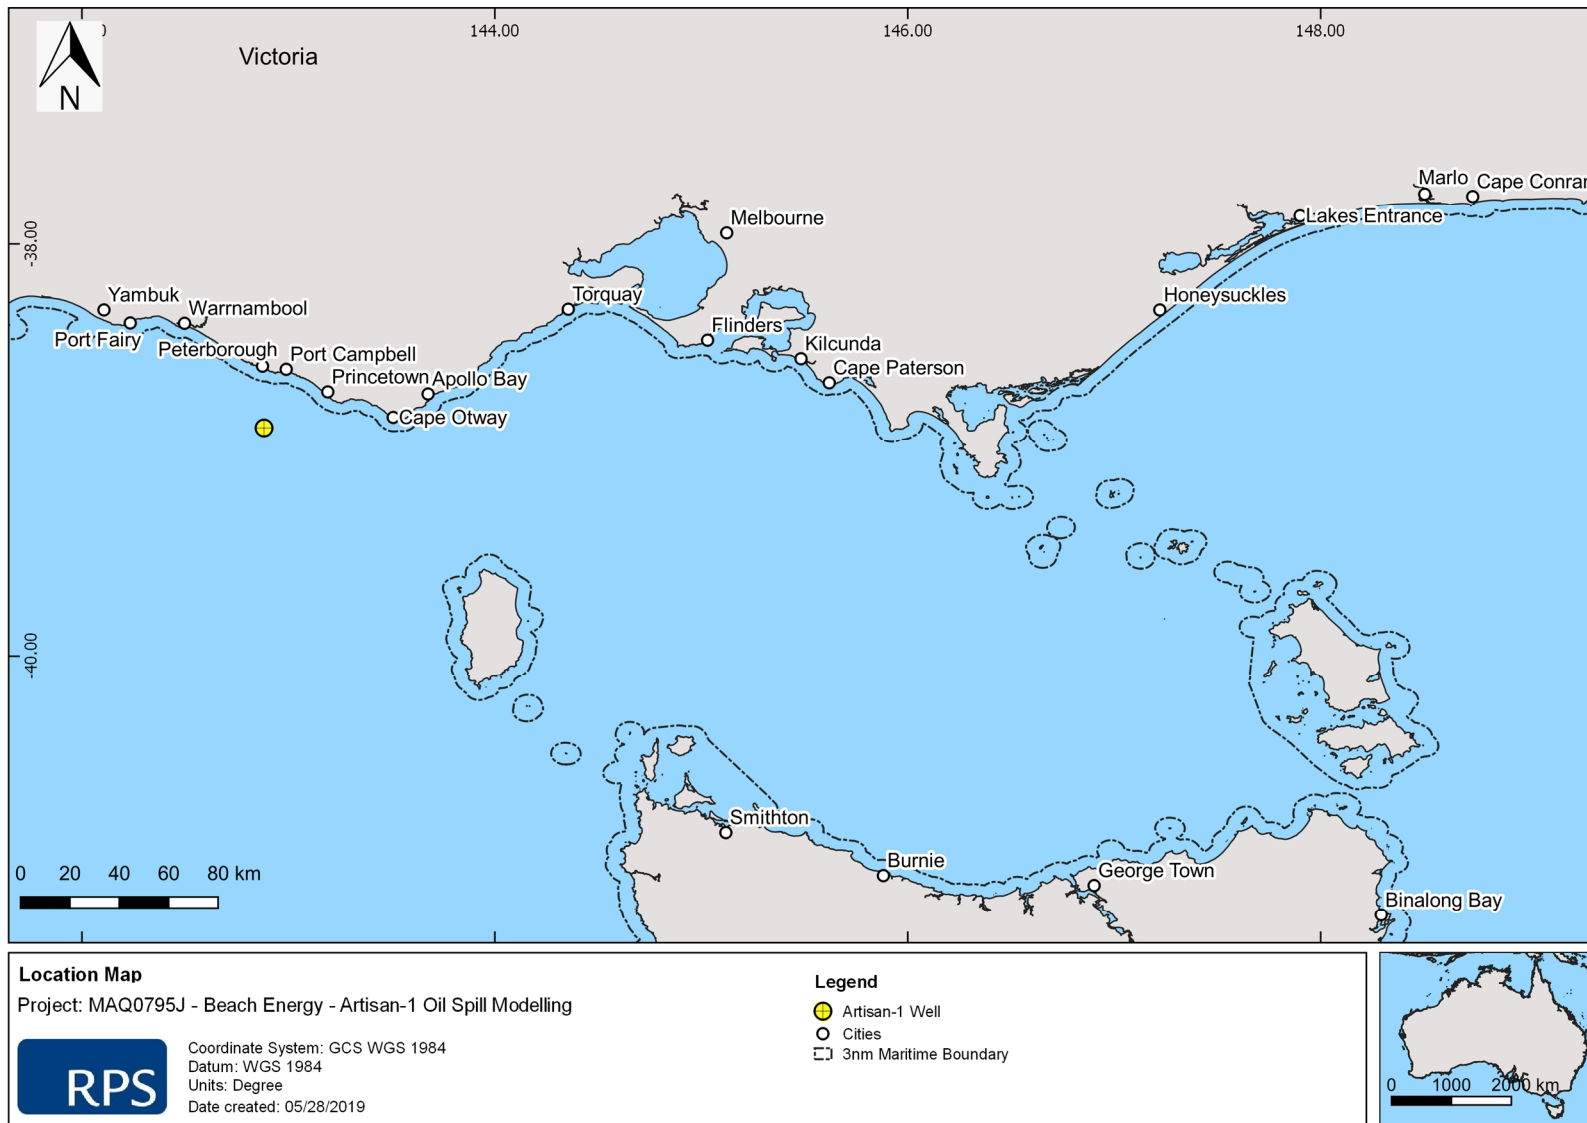 0
144.00
146.00
148.00
Victoria
N
-38.00
-40.00
Marlo
Cape Conran
Melbourne
Lakes Entrance
Yambuk
Warrnambool
Torquay
Honeysuckles
Port Fairy
Flinders
Peterborough
Port Campbell
Kilcunda
Princetown
Apollo Bay
Cape Paterson
Cape Otway
Smithton
Burnie
George Town
Binalong Bay
0 20 40 60 80 km
Location Map
Project: MAQ0795J - Beach Energy - Artisan-1 Oil Spill Modelling
RPS
Coordinate System: GCS WGS 1984
Datum: WGS 1984
Units: Degree
Date created: 05/28/2019
Legend
Artisan-1 Well
Cities
3nm Maritime Boundary
0 1000 2000 km